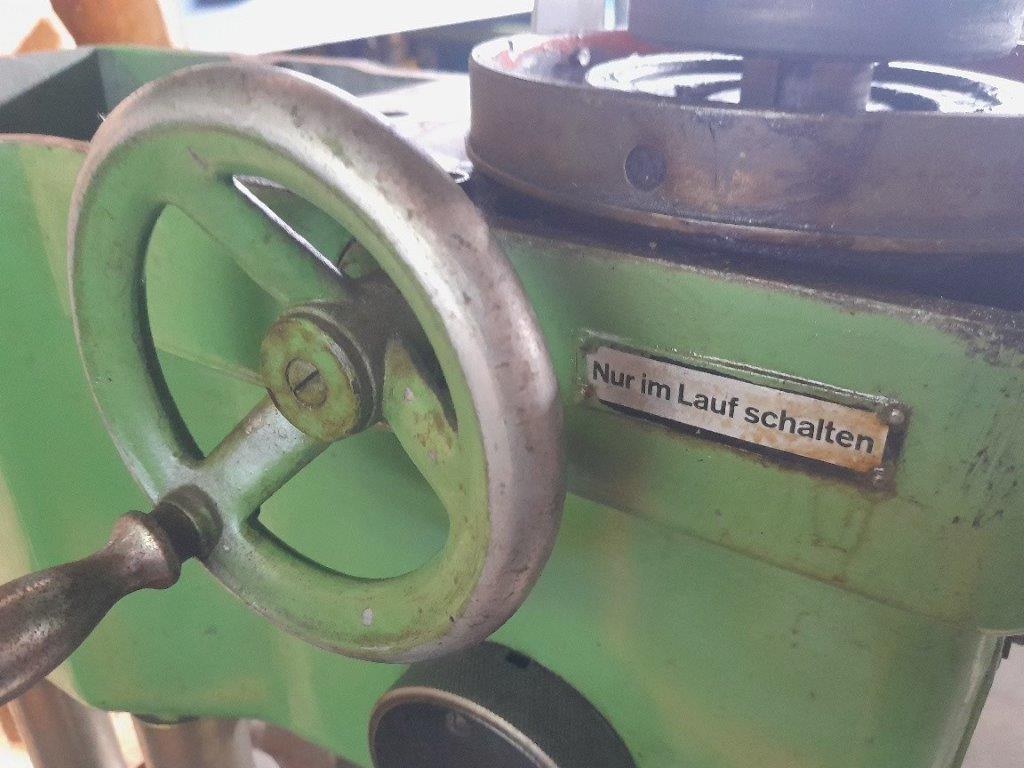 Nur im Lauf schalten